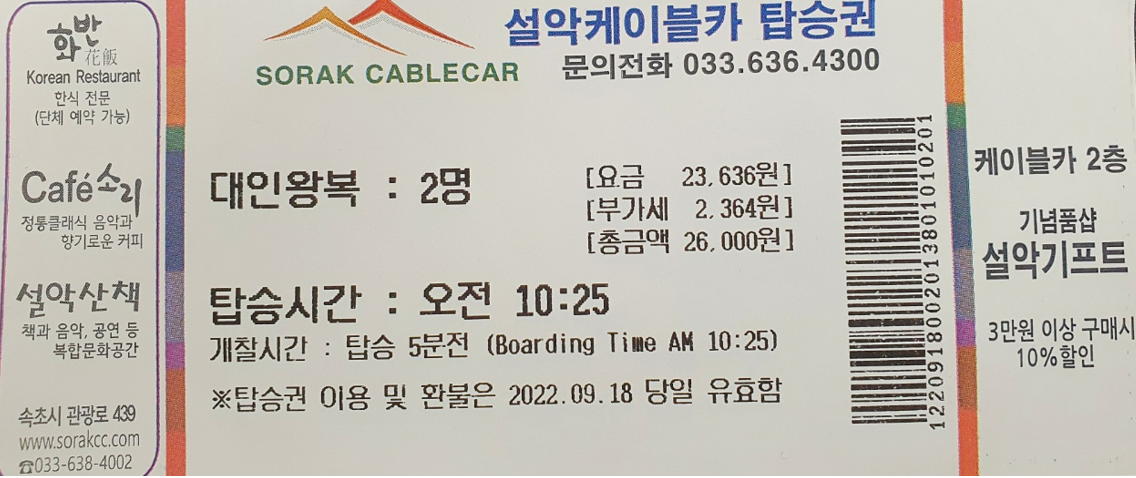 화반
花飯
Korean Restaurant
한식 전문
(단체 예약 가능)
Café소리
정통클래식 음악과
향기로운 커피
설악산책
책과 음악, 공연 등
복합문화공간
속초시 관광로 439
www.sorakcc.com
☎033-638-4002
SORAK CABLECAR
설악케이블카 탑승권
문의전화 033.636.4300
대인왕복 : 2명
[요금 23,636원]
[부가세 2,364원]
[총금액 26,000원]
탑승시간 : 오전 10:25
개찰시간 : 탑승 5분전 (Boarding Time AM 10:25)
※탑승권 이용 및 환불은 2022.09.18 당일 유효함
12209180020138010102​01
케이블카 2층
기념품샵
설악기프트
3만원 이상 구매시
10%할인